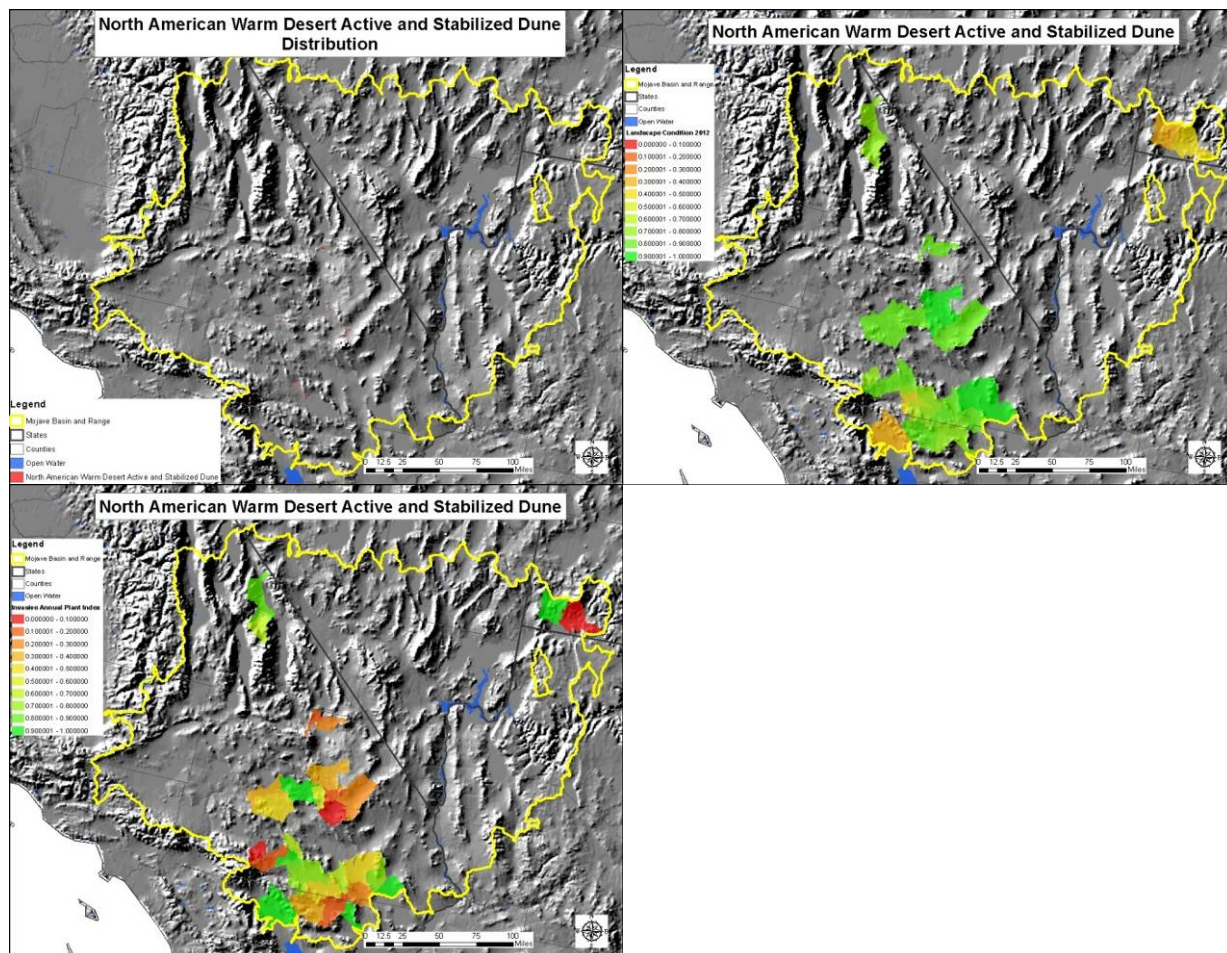 North American Warm Desert Active and Stabilized Dune
Distribution
Legend
Mojave Basin and Range
States
Counties
Open Water
North American Warm Desert Active and Stabilized Dune
0 12.5 25 50 75 100
Miles
North American Warm Desert Active and Stabilized Dune
Legend
Mojave Basin and Range
States
Counties
Open Water
Landscape Condition 2012
0.000000 - 0.100000
0.100001 - 0.200000
0.200001 - 0.300000
0.300001 - 0.400000
0.400001 - 0.500000
0.500001 - 0.600000
0.600001 - 0.700000
0.700001 - 0.800000
0.800001 - 0.900000
0.900001 - 1.000000
0 12.5 25 50 75 100
Miles
North American Warm Desert Active and Stabilized Dune
Legend
Mojave Basin and Range
States
Counties
Open Water
Invasive Annual Plant Index
0.000000 - 0.100000
0.100001 - 0.200000
0.200001 - 0.300000
0.300001 - 0.400000
0.400001 - 0.500000
0.500001 - 0.600000
0.600001 - 0.700000
0.700001 - 0.800000
0.800001 - 0.900000
0.900001 - 1.000000
0 12.5 25 50 75 100
Miles